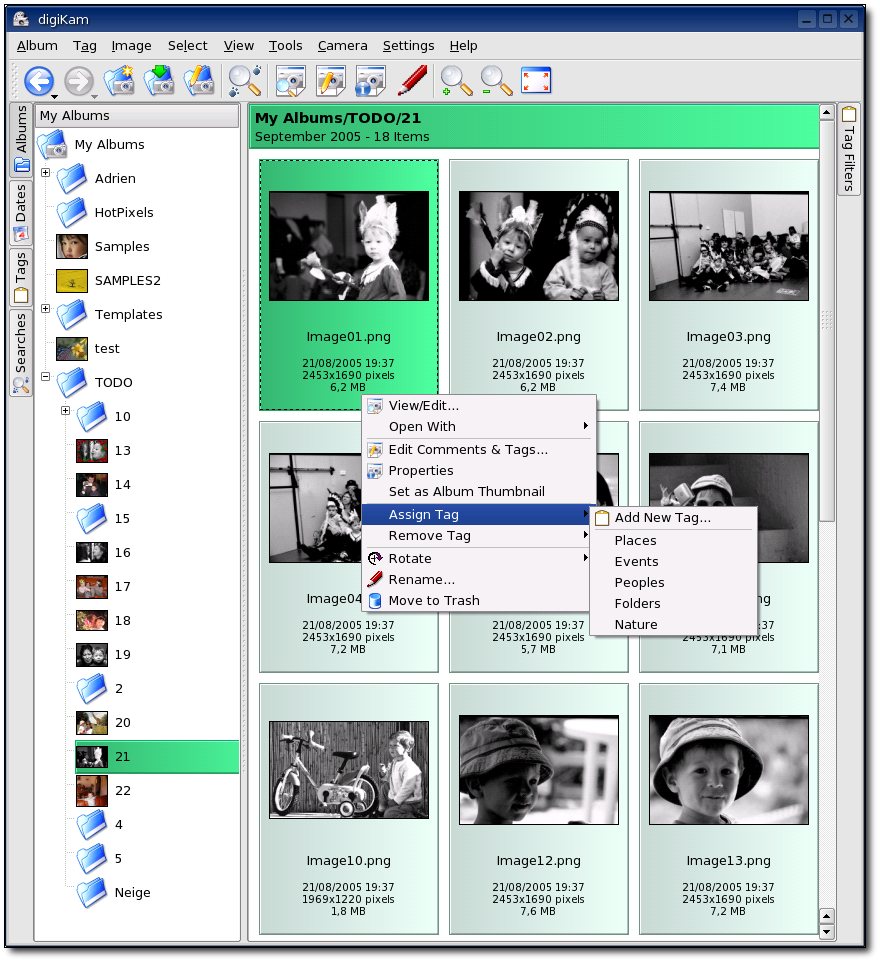 digiKam
Album Tag Image Select View Tools Camera Settings Help
Albums
Dates
Tags
Searches
My Albums
My Albums
Adrien
HotPixels
Samples
SAMPLES2
Templates
test
TODO
10
13
14
15
16
17
18
19
2
20
21
22
4
5
Neige
My Albums/TODO/21
September 2005 - 18 Items
Image01.png
21/08/2005 19:37
2453x1690 pixels
6,2 MB
Image02.png
21/08/2005 19:37
2453x1690 pixels
6,2 MB
Image03.png
21/08/2005 19:37
2453x1690 pixels
7,4 MB
Image04
21/08/2005 19:37
2453x1690 pixels
7,2 MB
21/08/2005 19:37
2453x1690 pixels
5,7 MB
ng
21/08/2005 19:37
2453x1690 pixels
7,1 MB
Image10.png
21/08/2005 19:37
1969x1220 pixels
1,8 MB
Image12.png
21/08/2005 19:37
2453x1690 pixels
7,6 MB
Image13.png
21/08/2005 19:37
2453x1690 pixels
7,2 MB
View/Edit...
Open With
Edit Comments & Tags...
Properties
Set as Album Thumbnail
Assign Tag
Remove Tag
Rotate
Rename...
Move to Trash
Add New Tag...
Places
Events
Peoples
Folders
Nature
Tag Filters